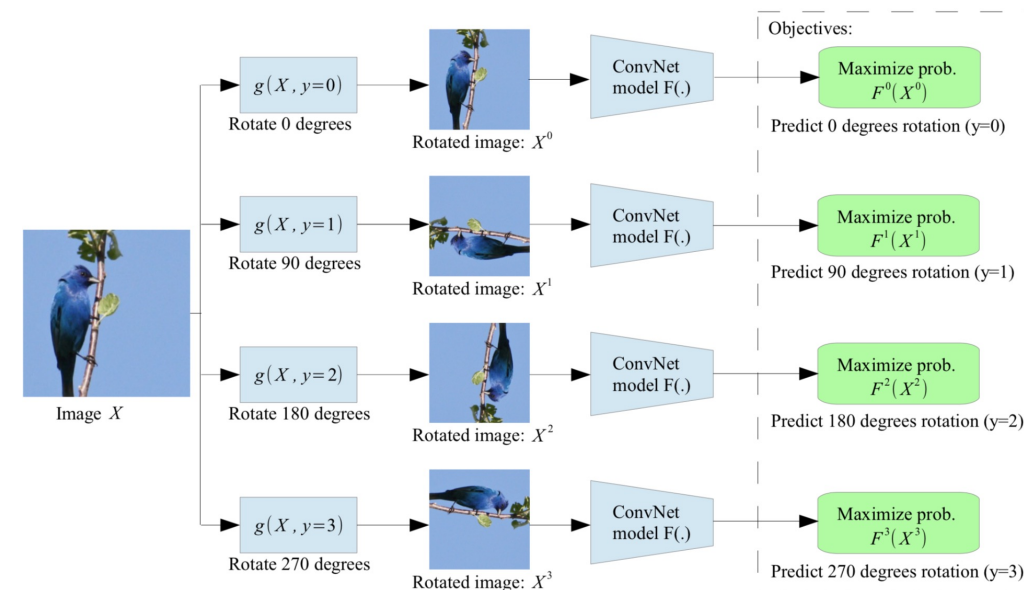 Objectives:
g(X, y=0)
Rotate 0 degrees
Rotated image: X⁰
ConvNet
model F(.)
Maximize prob.
F⁰(X⁰)
Predict 0 degrees rotation (y=0)
g(X, y=1)
Rotate 90 degrees
Rotated image: X¹
ConvNet
model F(.)
Maximize prob.
F¹(X¹)
Predict 90 degrees rotation (y=1)
Image X
g(X, y=2)
Rotate 180 degrees
Rotated image: X²
ConvNet
model F(.)
Maximize prob.
F²(X²)
Predict 180 degrees rotation (y=2)
g(X, y=3)
Rotate 270 degrees
Rotated image: X³
ConvNet
model F(.)
Maximize prob.
F³(X³)
Predict 270 degrees rotation (y=3)